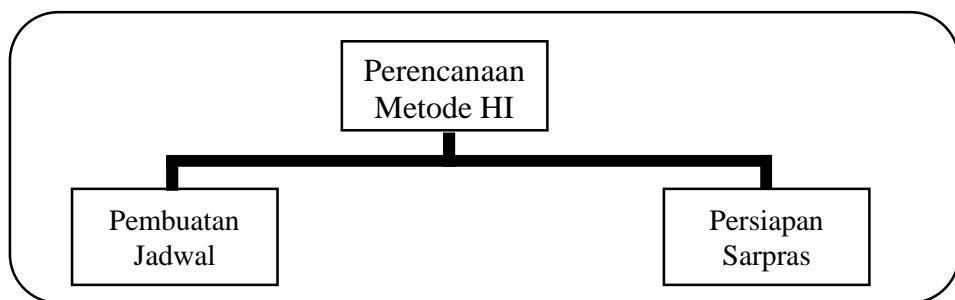 Perencanaan
Metode HI
Pembuatan
Jadwal
Persiapan
Sarpras